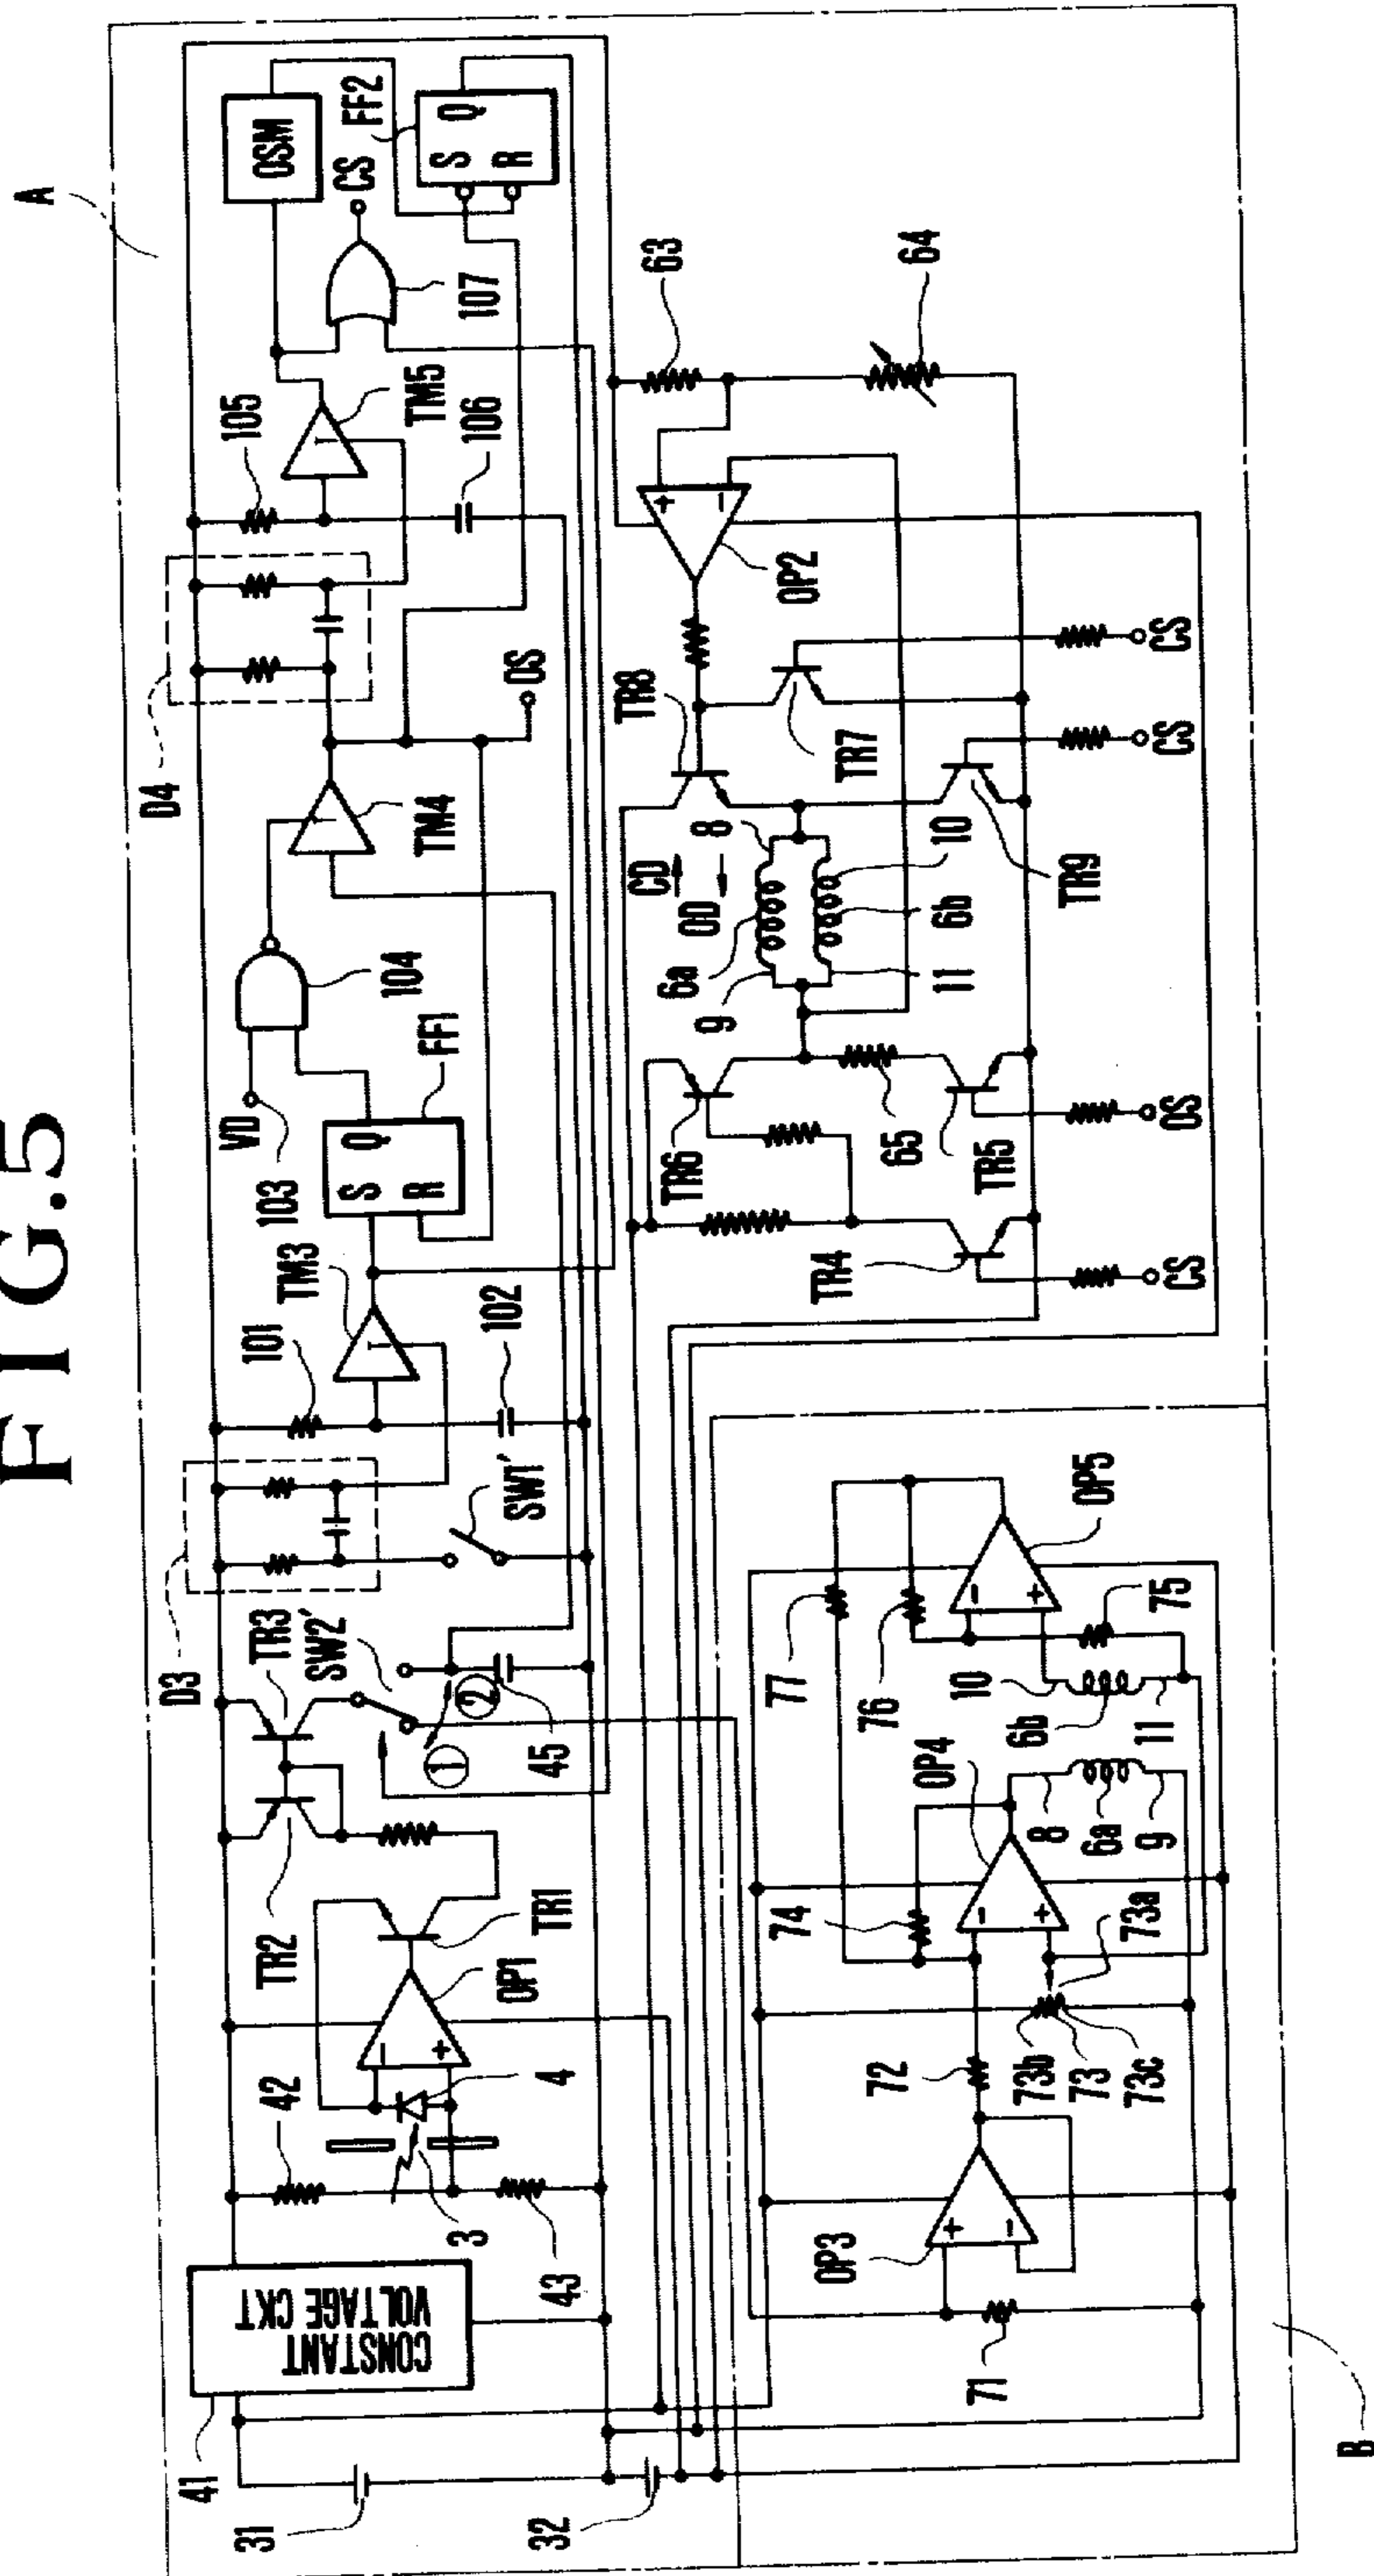 FIG.5
A
41
CONSTANT
VOLTAGE CKT
31
32
42
43
3
4
OP1
TR1
TR2
TR3
SW2'
1
2
45
D3
SW1'
101
102
TM3
VD
103
S
R
Q
FF1
104
TM4
OS
D4
105
106
TM5
107
CS
OSM
FF2
S
R
Q
63
64
+
−
OP2
TR8
TR7
CS
CS
TR9
CD
OD
8
10
6a
6b
9
11
TR6
65
TR5
OS
TR4
CS
−
+
71
OP3
+
−
72
73b
73
73c
73a
74
OP4
−
+
8
6a
9
77
76
10
6b
11
75
OP5
−
+
B